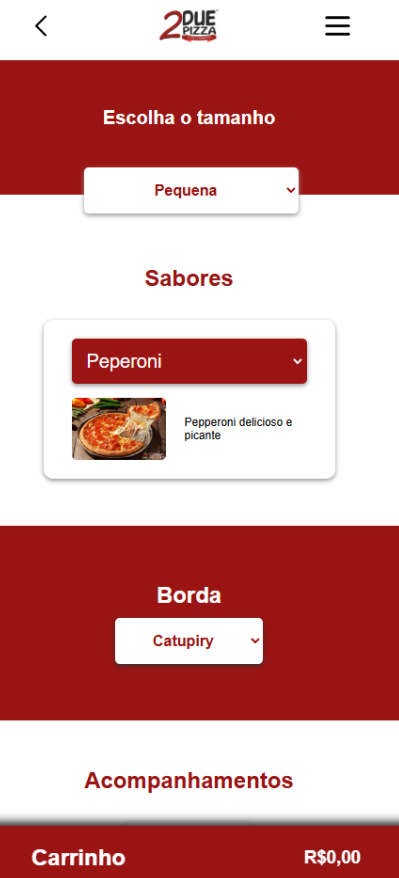 2DUE
PIZZA
Escolha o tamanho
Pequena
Sabores
Peperoni
Pepperoni delicioso e
picante
Borda
Catupiry
Acompanhamentos
Carrinho
R$0,00